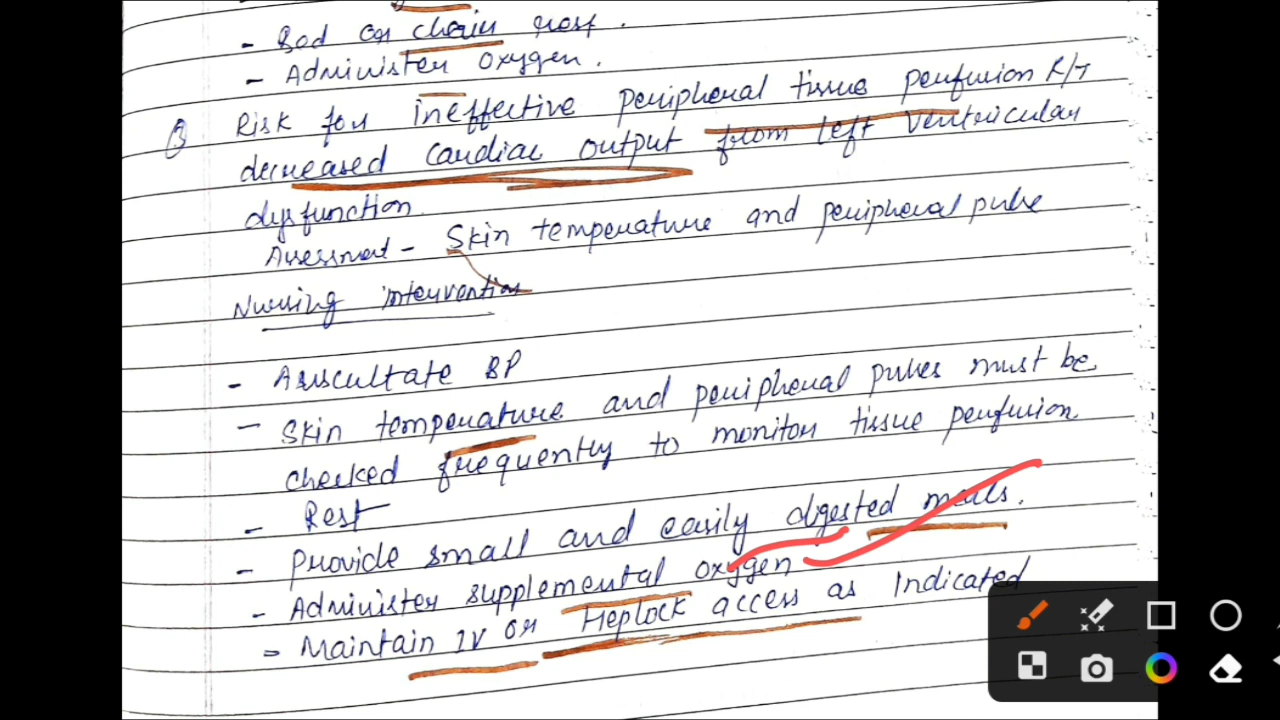 - Bed or chair rest.
- Administer oxygen.
③ Risk for ineffective peripheral tissue perfusion R/T
decreased cardiac output from left ventricular
dysfunction
Assessment - Skin temperature and peripheral pulse
Nursing intervention
- Auscultate BP
- Skin temperature and peripheral pulses must be
checked frequently to monitor tissue perfusion
- Rest
- Provide small and easily digested meals.
- Administer supplemental oxygen
- Maintain IV or Heplock access as Indicated